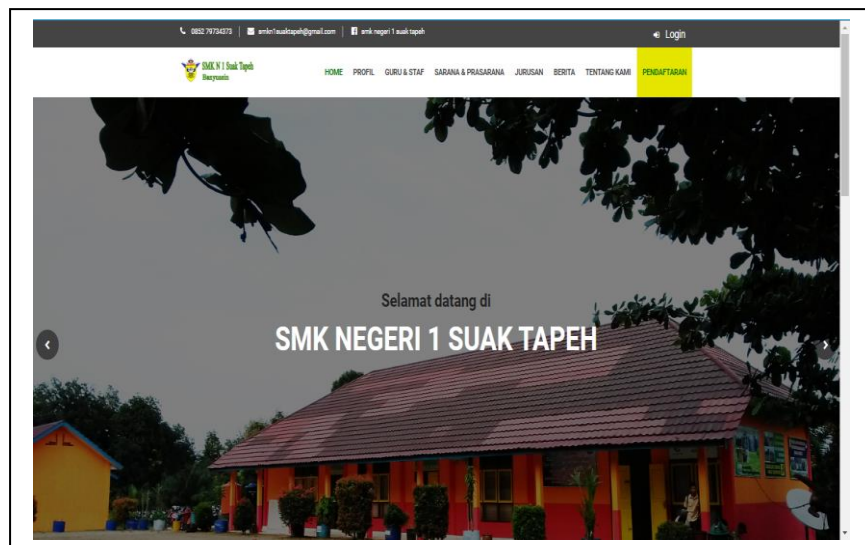 0852 79734373 smkn1suaktapeh@gmail.com smk negeri 1 suak tapeh Login
SMK N 1 Suak Tapeh
Banyuasin
HOME PROFIL GURU & STAF SARANA & PRASARANA JURUSAN BERITA TENTANG KAMI PENDAFTARAN
Selamat datang di
SMK NEGERI 1 SUAK TAPEH